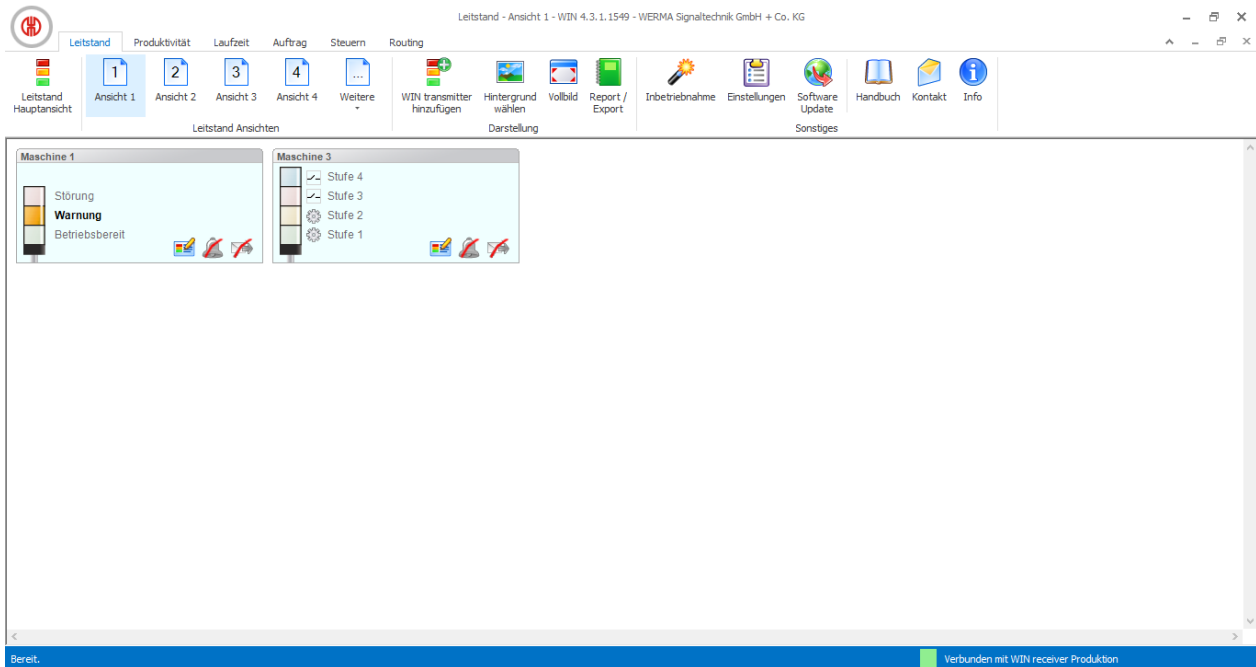 Leitstand - Ansicht 1 - WIN 4.3.1.1549 - WERMA Signaltechnik GmbH + Co. KG
Leitstand Produktivität Laufzeit Auftrag Steuern Routing
1 2 3 4 ...
Leitstand Hauptansicht
Ansicht 1
Ansicht 2
Ansicht 3
Ansicht 4
Weitere
WIN transmitter hinzufügen
Hintergrund wählen
Vollbild
Report / Export
Inbetriebnahme
Einstellungen
Software Update
Handbuch
Kontakt
Info
Leitstand Ansichten
Darstellung
Sonstiges
Maschine 1
Störung
Warnung
Betriebsbereit
Maschine 3
Stufe 4
Stufe 3
Stufe 2
Stufe 1
Bereit.
Verbunden mit WIN receiver Produktion